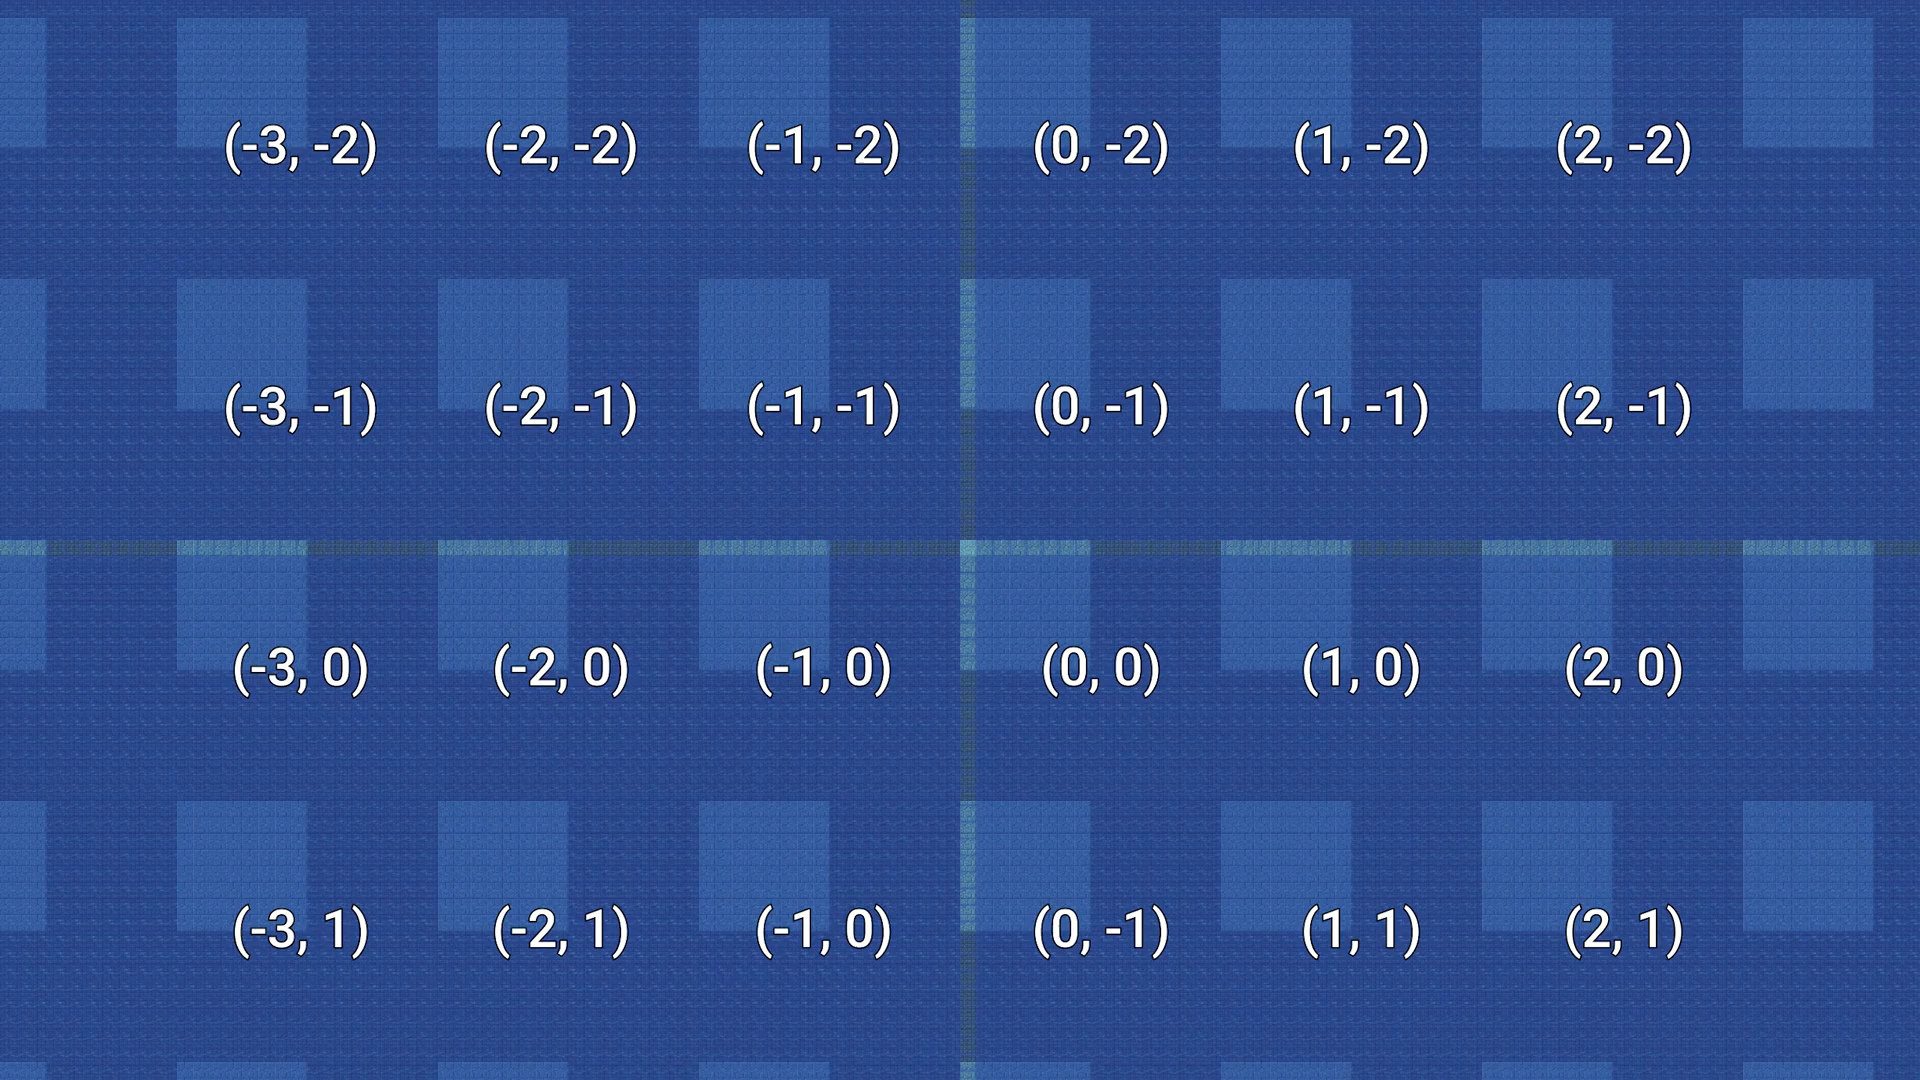 (-3, -2) (-2, -2) (-1, -2) (0, -2) (1, -2) (2, -2)
(-3, -1) (-2, -1) (-1, -1) (0, -1) (1, -1) (2, -1)
(-3, 0) (-2, 0) (-1, 0) (0, 0) (1, 0) (2, 0)
(-3, 1) (-2, 1) (-1, 0) (0, -1) (1, 1) (2, 1)